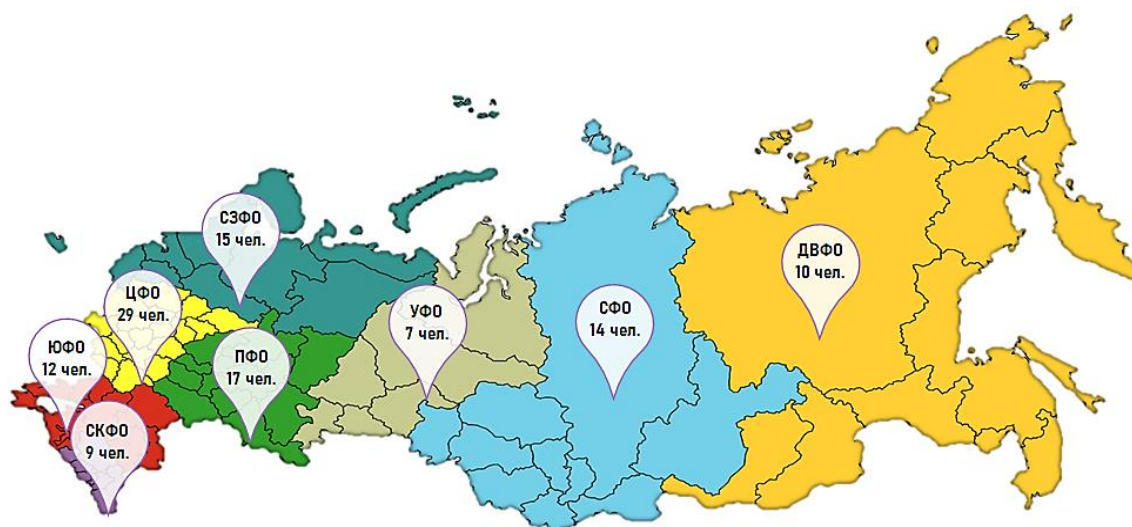 СЗФО
15 чел.
ДВФО
10 чел.
ЦФО
29 чел.
УФО
7 чел.
СФО
14 чел.
ЮФО
12 чел.
ПФО
17 чел.
СКФО
9 чел.